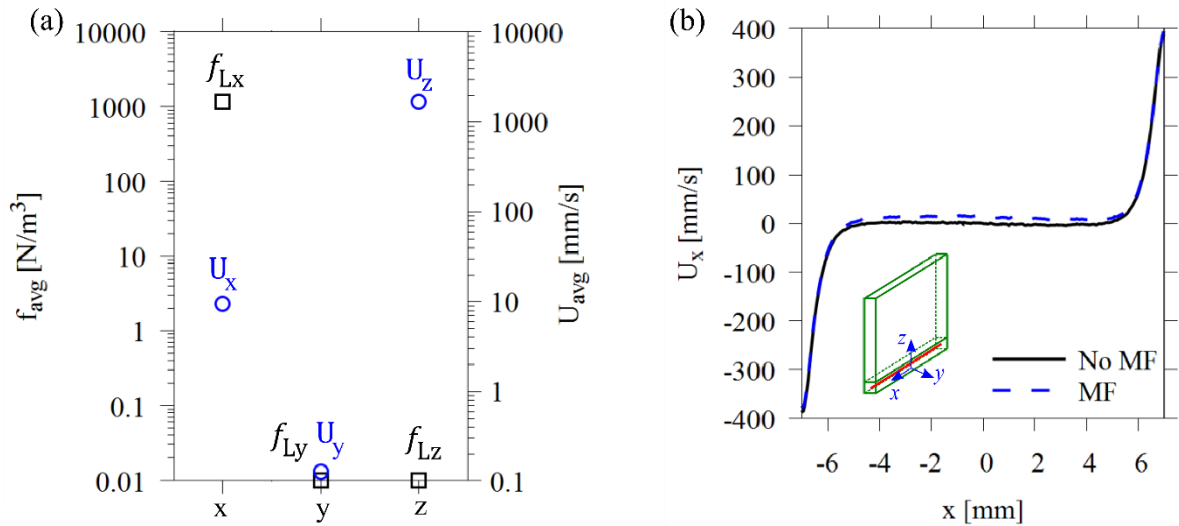 (a)
10000
1000
100
10
1
0.1
0.01
f_avg [N/m³]
f_Lx
U_x
f_Ly
U_y
U_z
f_Lz
x
y
z
10000
1000
100
10
1
0.1
U_avg [mm/s]
(b)
400
300
200
100
0
-100
-200
-300
-400
U_x [mm/s]
z
x
y
No MF
MF
-6
-4
-2
0
2
4
6
x [mm]